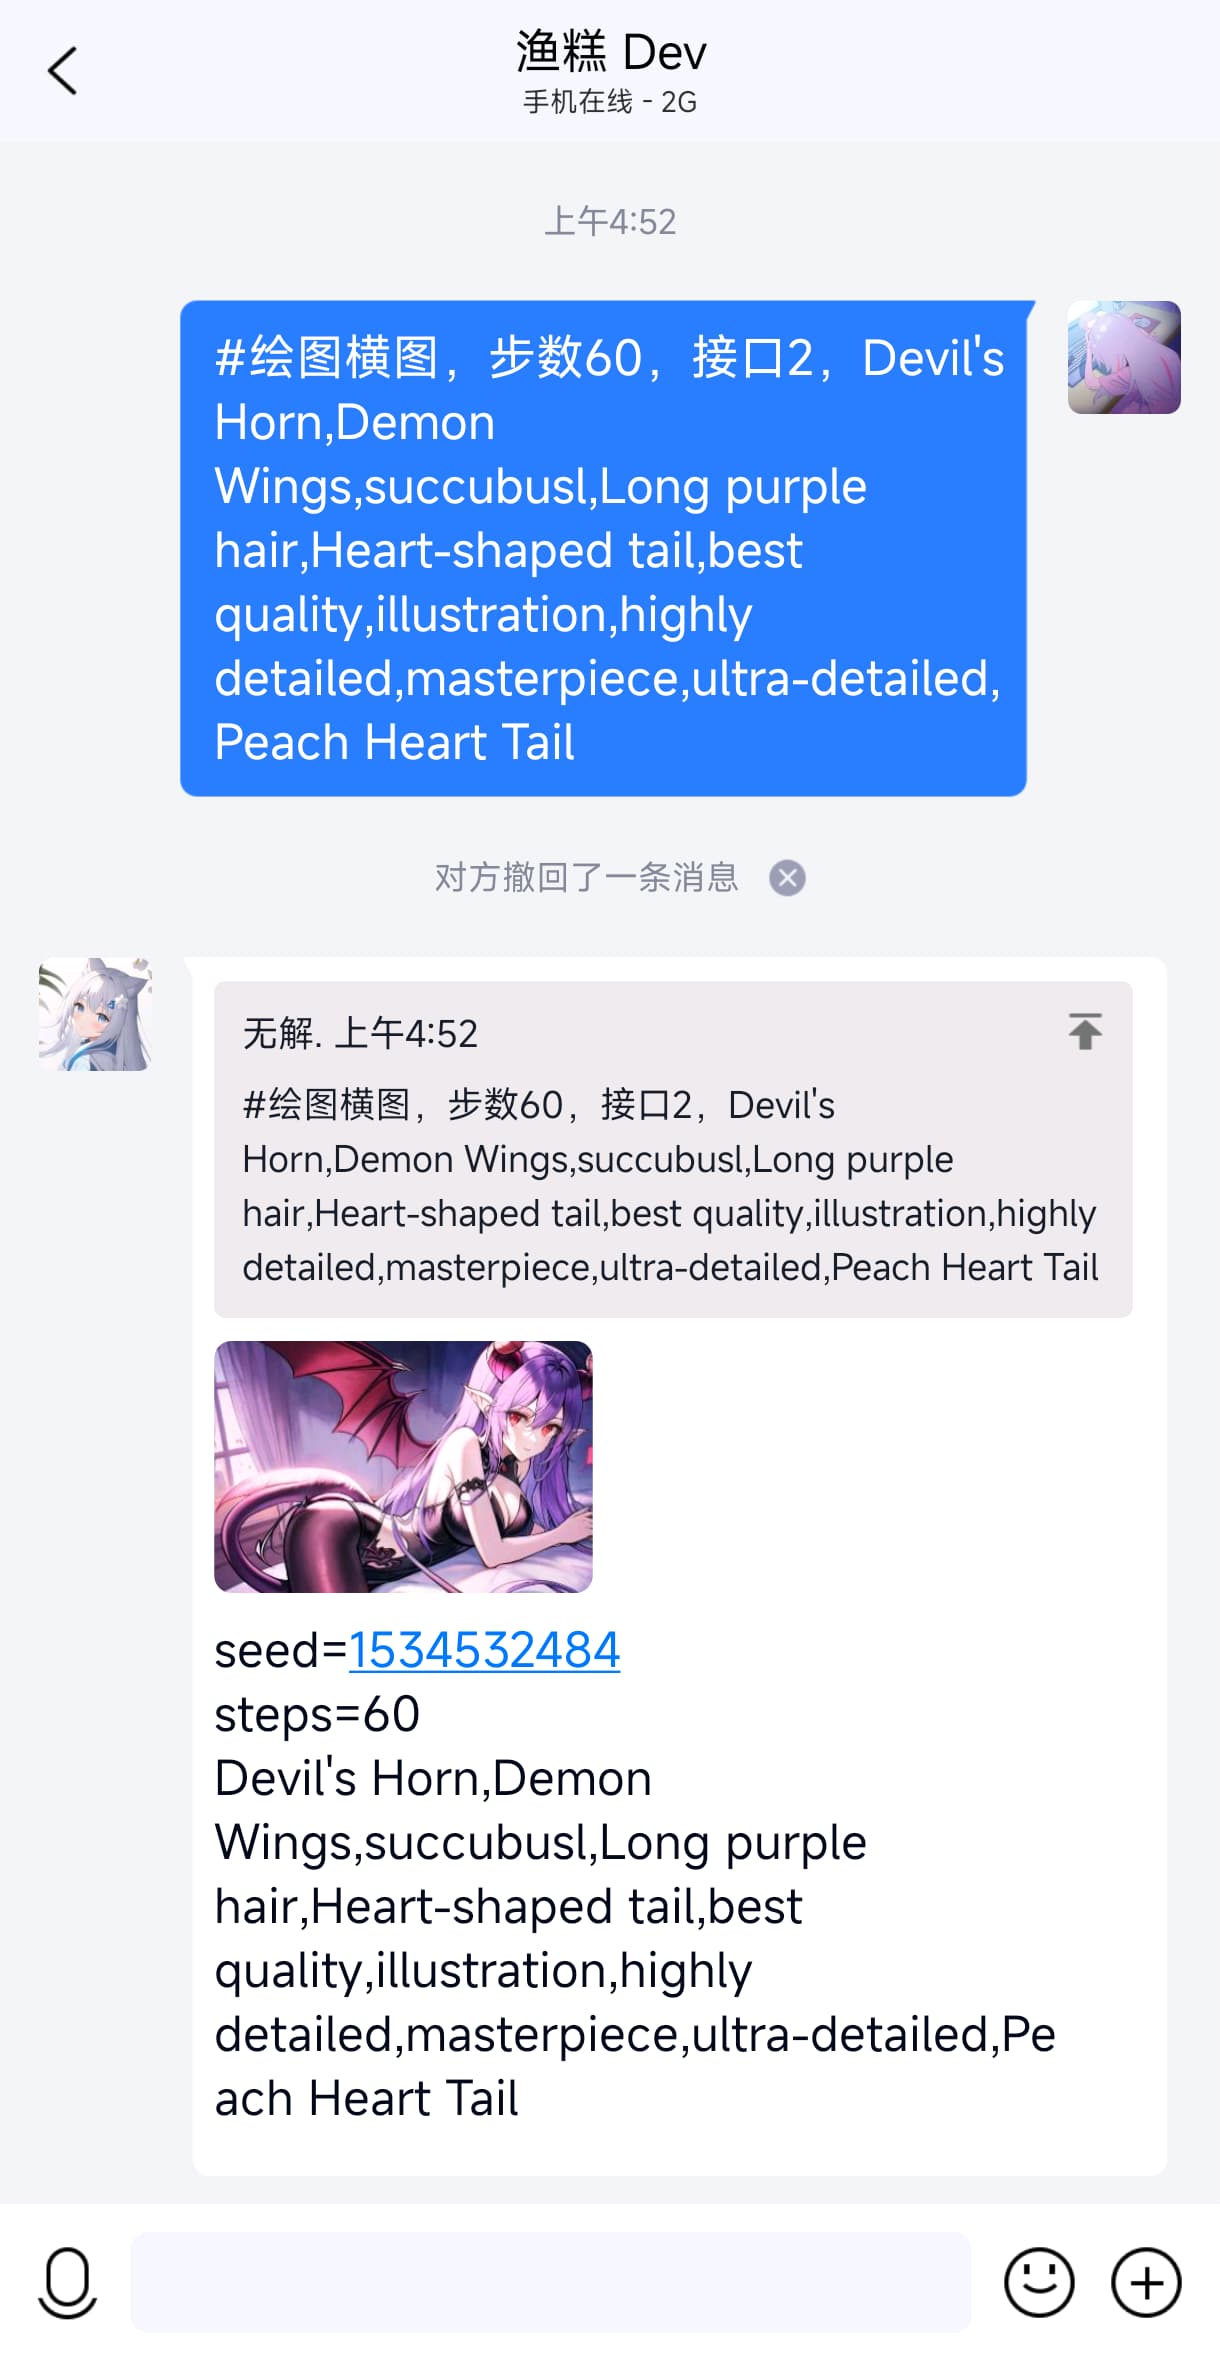 渔糕 Dev
手机在线 - 2G
上午4:52
#绘图横图，步数60，接口2，Devil's
Horn,Demon
Wings,succubusl,Long purple
hair,Heart-shaped tail,best
quality,illustration,highly
detailed,masterpiece,ultra-detailed,
Peach Heart Tail
对方撤回了一条消息
无解. 上午4:52
#绘图横图，步数60，接口2，Devil's
Horn,Demon Wings,succubusl,Long purple
hair,Heart-shaped tail,best quality,illustration,highly
detailed,masterpiece,ultra-detailed,Peach Heart Tail
seed=1534532484
steps=60
Devil's Horn,Demon
Wings,succubusl,Long purple
hair,Heart-shaped tail,best
quality,illustration,highly
detailed,masterpiece,ultra-detailed,Pe
ach Heart Tail